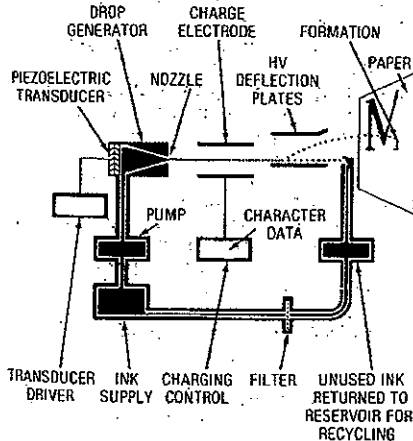 DROP
GENERATOR
CHARGE
ELECTRODE
FORMATION
PIEZOELECTRIC
TRANSDUCER
NOZZLE
HV
DEFLECTION
PLATES
PAPER
M
PUMP
CHARACTER
DATA
TRANSDUCER
DRIVER
INK
SUPPLY
CHARGING
CONTROL
FILTER
UNUSED INK
RETURNED TO
RESERVOIR FOR
RECYCLING